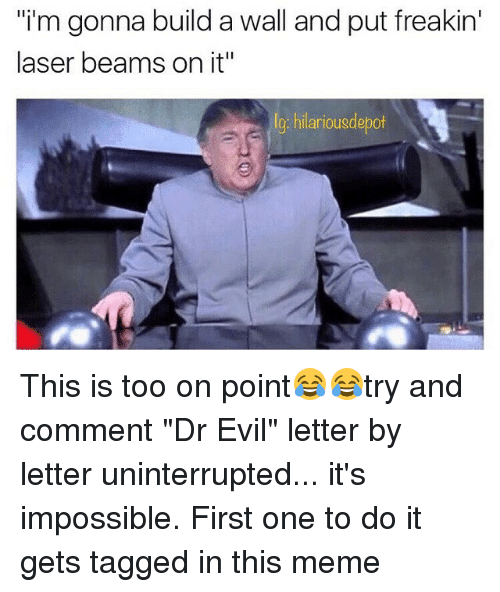 "i'm gonna build a wall and put freakin'
laser beams on it"
Ig: hilariousdepot
This is too on point😂😂try and
comment "Dr Evil" letter by
letter uninterrupted... it's
impossible. First one to do it
gets tagged in this meme